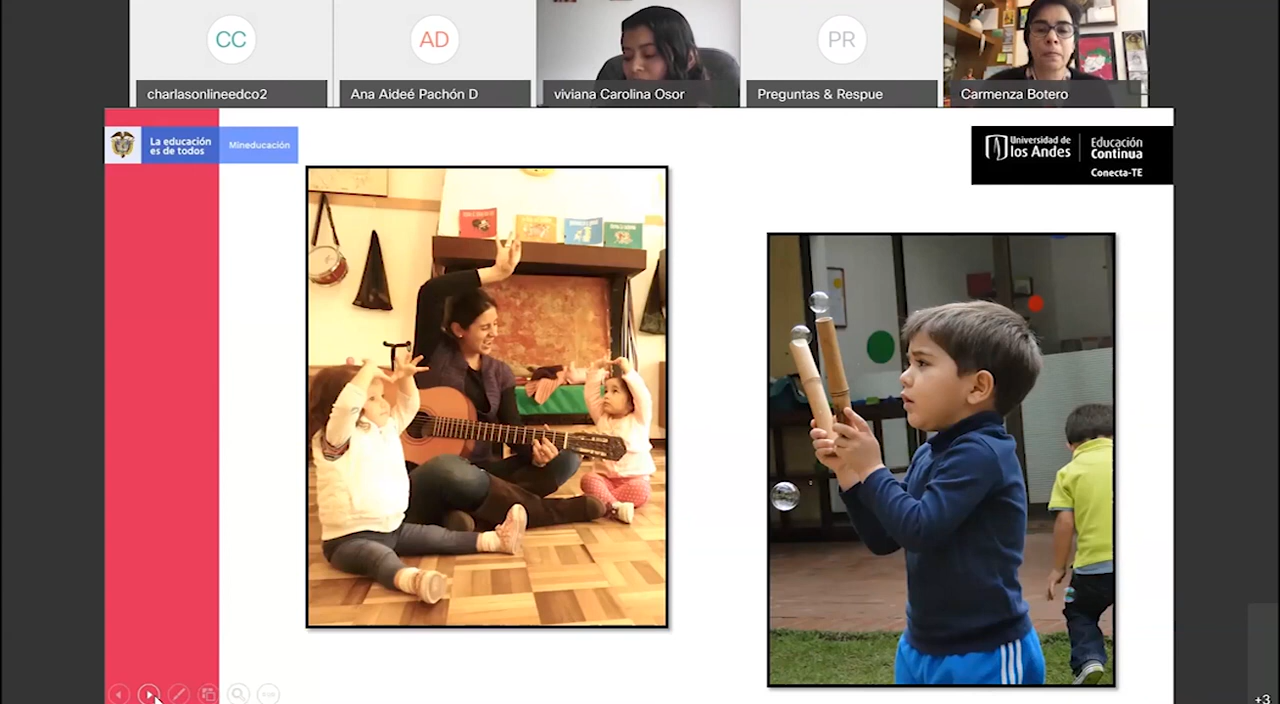 CC
AD
PR
charlasonlineedco2
Ana Aideé Pachón D
viviana Carolina Osor
Preguntas & Respue
Carmenza Botero
La educación
es de todos
Mineducación
Universidad de
los Andes
Educación
Continua
Conecta-TE
+3